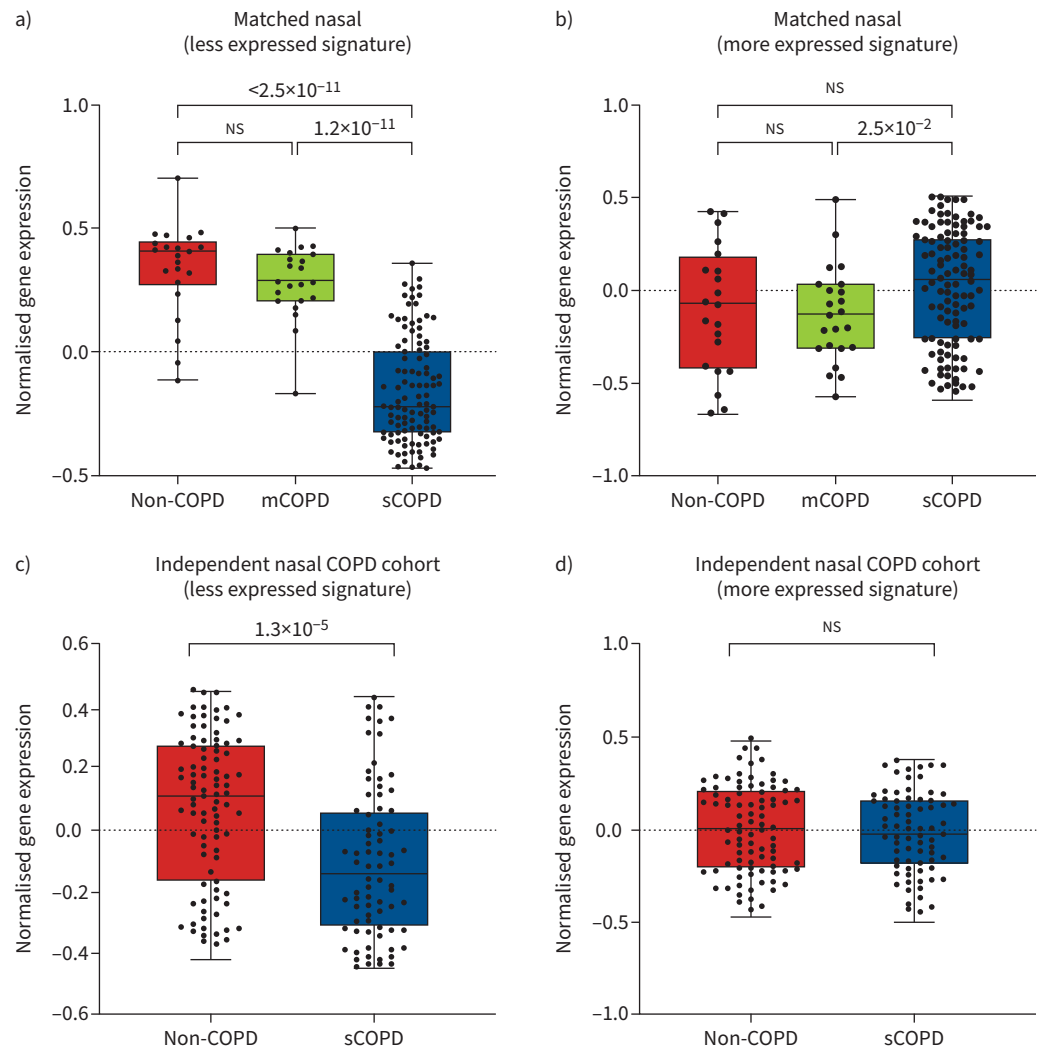 a)
Matched nasal
(less expressed signature)
<2.5×10⁻¹¹
NS
1.2×10⁻¹¹
1.0
0.5
0.0
–0.5
Normalised gene expression
Non-COPD
mCOPD
sCOPD
b)
Matched nasal
(more expressed signature)
NS
NS
2.5×10⁻²
1.0
0.5
0.0
–0.5
–1.0
Normalised gene expression
Non-COPD
mCOPD
sCOPD
c)
Independent nasal COPD cohort
(less expressed signature)
1.3×10⁻⁵
0.6
0.4
0.2
0.0
–0.2
–0.4
–0.6
Normalised gene expression
Non-COPD
sCOPD
d)
Independent nasal COPD cohort
(more expressed signature)
NS
1.0
0.5
0.0
–0.5
–1.0
Normalised gene expression
Non-COPD
sCOPD